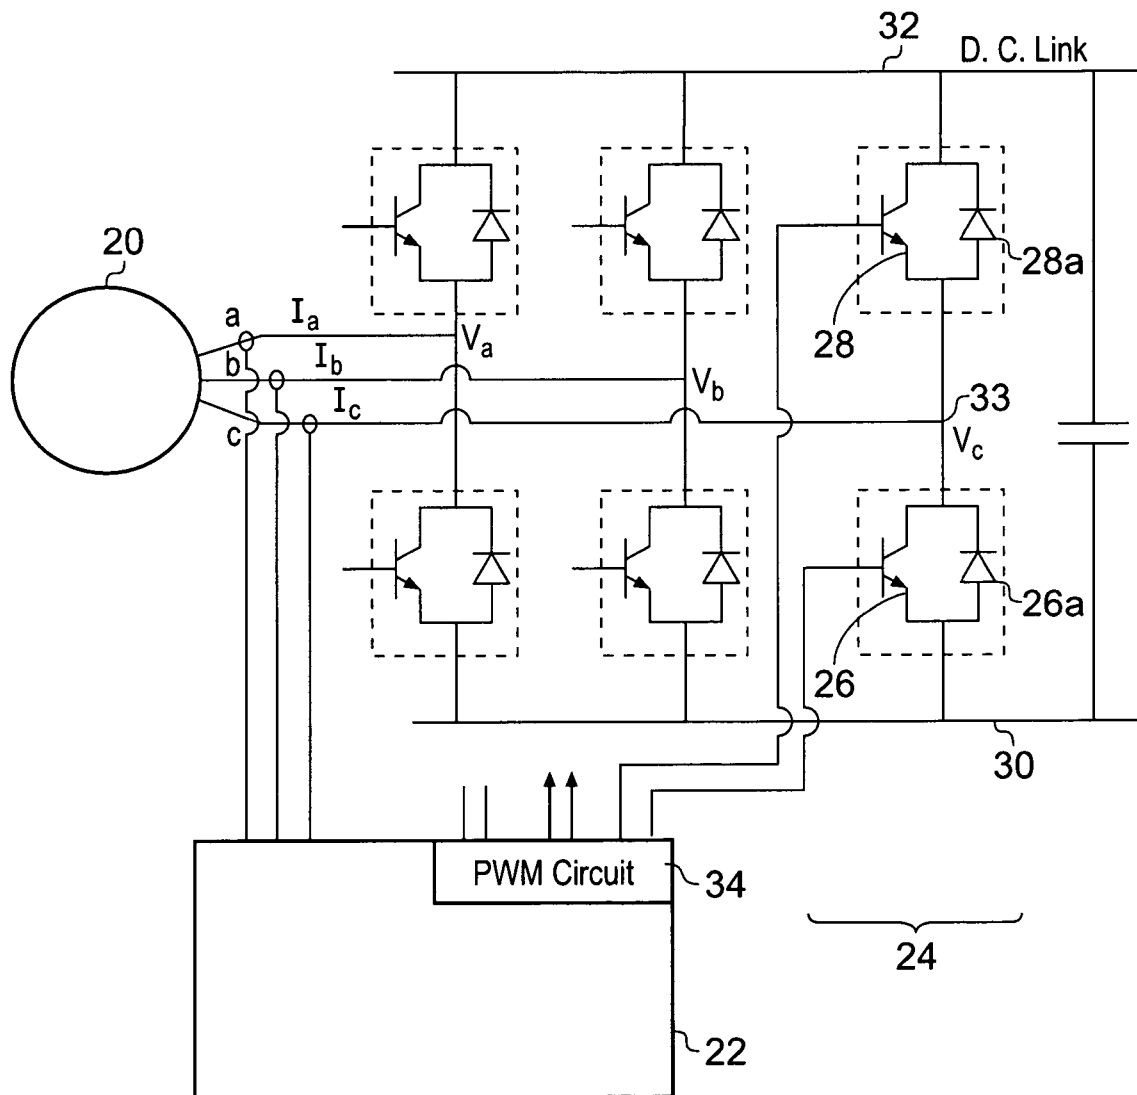 32
D. C. Link
20
28a
28
a
I_a
V_a
b
I_b
V_b
c
I_c
33
V_c
26a
26
30
PWM Circuit
34
24
22